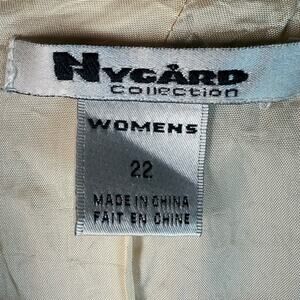 NYGÅRD
Collection
WOMENS
22
MADE IN CHINA
FAIT EN CHINE